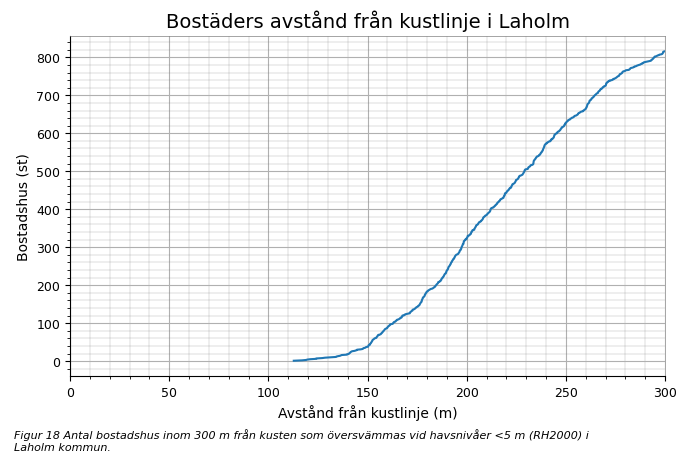 Bostäders avstånd från kustlinje i Laholm
Bostadshus (st)
800
700
600
500
400
300
200
100
0
0 50 100 150 200 250 300
Avstånd från kustlinje (m)
Figur 18 Antal bostadshus inom 300 m från kusten som översvämmas vid havsnivåer <5 m (RH2000) i
Laholm kommun.